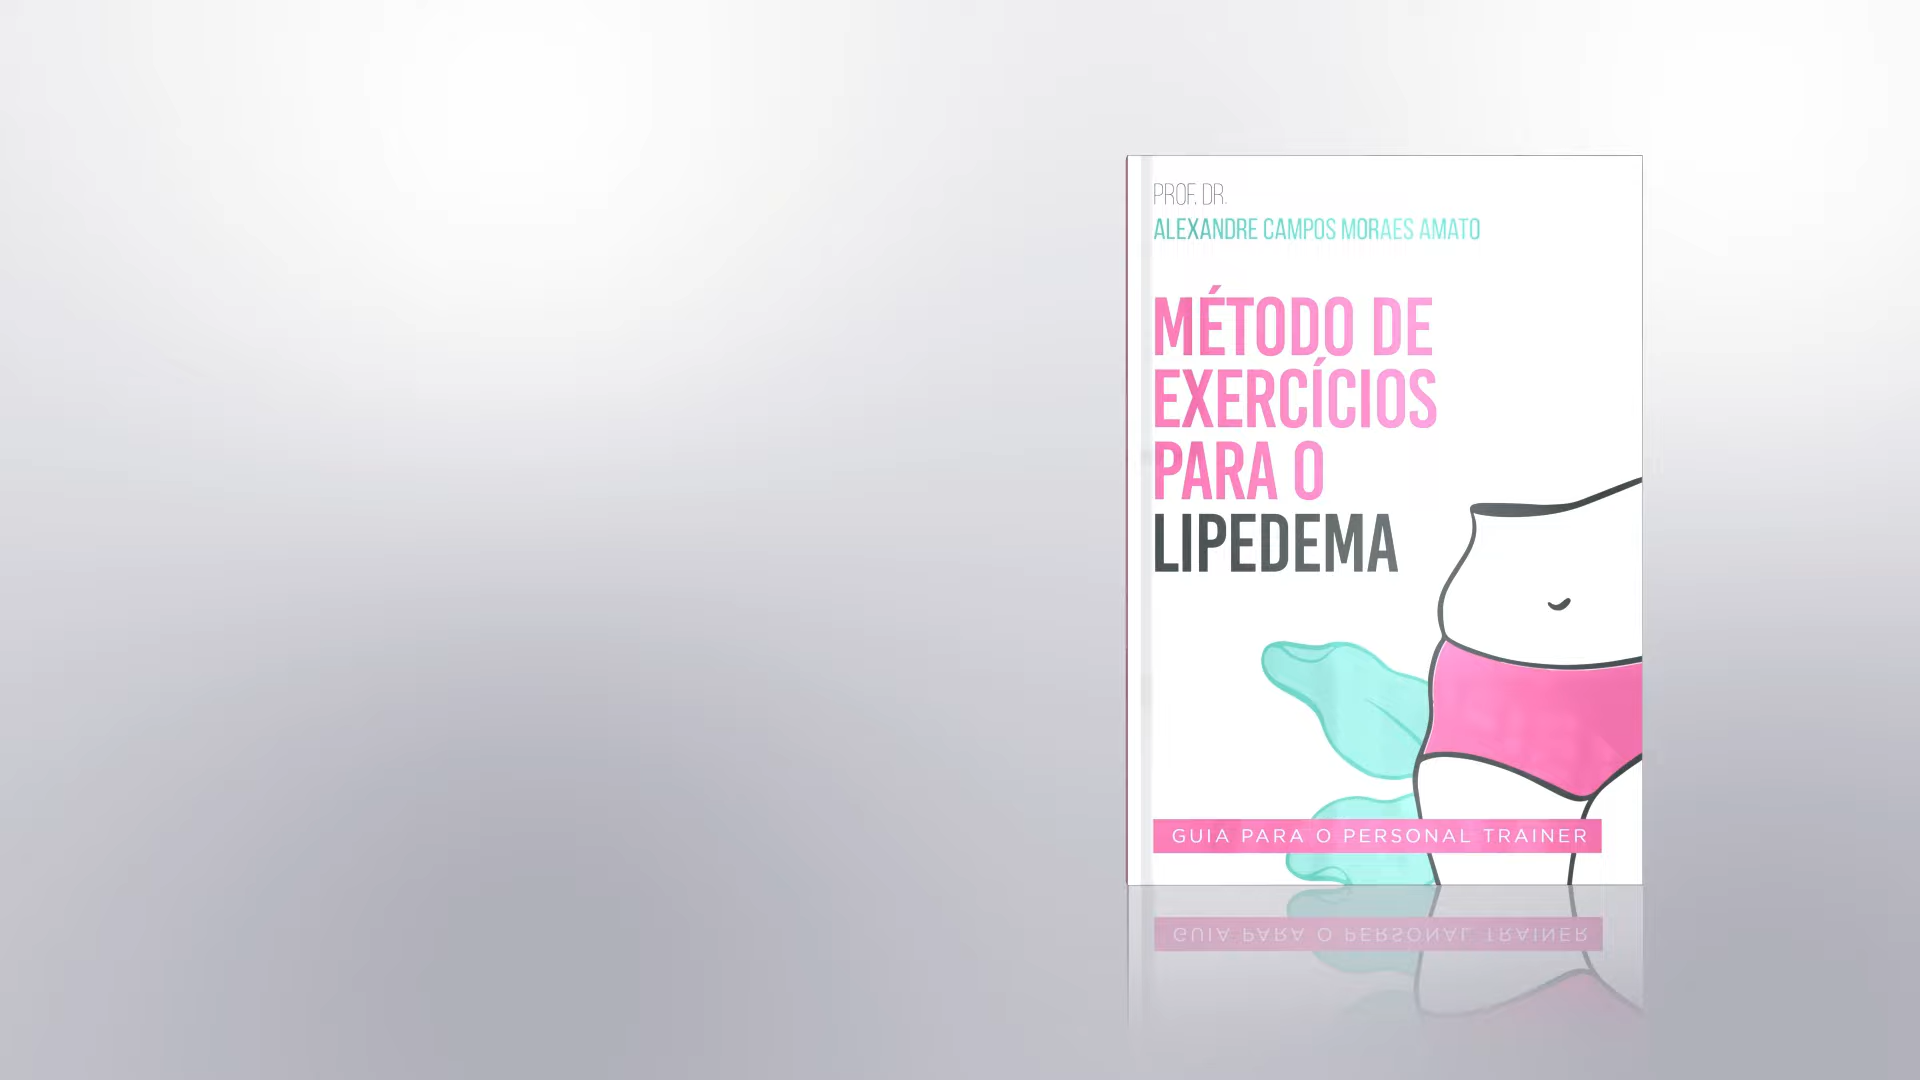 PROF. DR.
ALEXANDRE CAMPOS MORAES AMATO
MÉTODO DE
EXERCÍCIOS
PARA O
LIPEDEMA
GUIA PARA O PERSONAL TRAINER